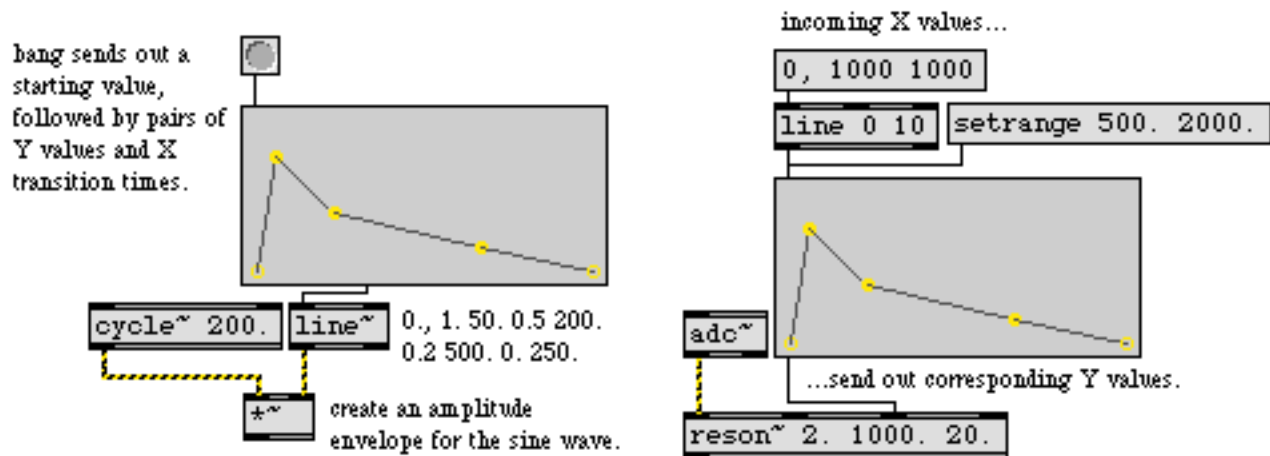 bang sends out a
starting value,
followed by pairs of
Y values and X
transition times.
cycle~ 200.
line~
0., 1. 50. 0.5 200.
0.2 500. 0. 250.
*~
create an amplitude
envelope for the sine wave.
incoming X values...
0, 1000 1000
line 0 10
setrange 500. 2000.
adc~
...send out corresponding Y values.
reson~ 2. 1000. 20.